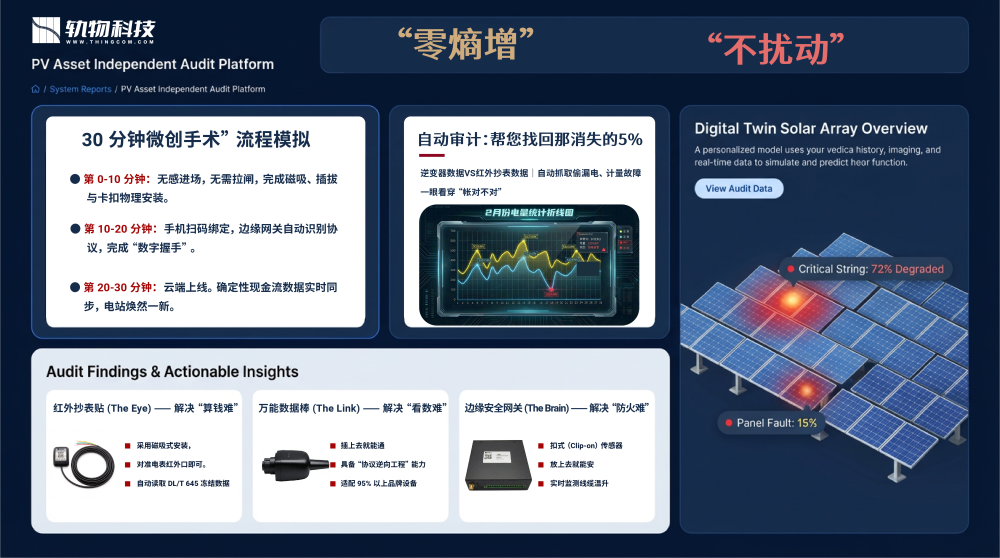 轨物科技
WWW.THINGCOM.COM
PV Asset Independent Audit Platform
“零熵增”
“不扰动”
/ System Reports / PV Asset Independent Audit Platform
30 分钟微创手术” 流程模拟
第 0-10 分钟: 无感进场,无需拉闸,完成磁吸、插拔
与卡扣物理安装。
第 10-20 分钟: 手机扫码绑定,边缘网关自动识别协
议,完成“数字握手”。
第 20-30 分钟: 云端上线。确定性现金流数据实时同
步,电站焕然一新。
自动审计:帮您找回那消失的5%
逆变器数据VS红外抄表数据|自动抓取偷漏电、计量故障
一眼看穿“帐对不对”
2月份电量统计折线图
Digital Twin Solar Array Overview
A personalized model uses your vedica history, imaging, and
real-time data to simulate and predict heor function.
View Audit Data
Critical String: 72% Degraded
Panel Fault: 15%
Audit Findings & Actionable Insights
红外抄表贴 (The Eye) —— 解决“算钱难”
采用磁吸式安装,
对准电表红外口即可。
自动读取 DL/T 645 冻结数据
万能数据棒 (The Link) —— 解决“看数难”
插上去就能通
具备“协议逆向工程”能力
适配 95% 以上品牌设备
边缘安全网关 (The Brain) —— 解决“防火难”
扣式(Clip-on)传感器
放上去就能安
实时监测线缆温升